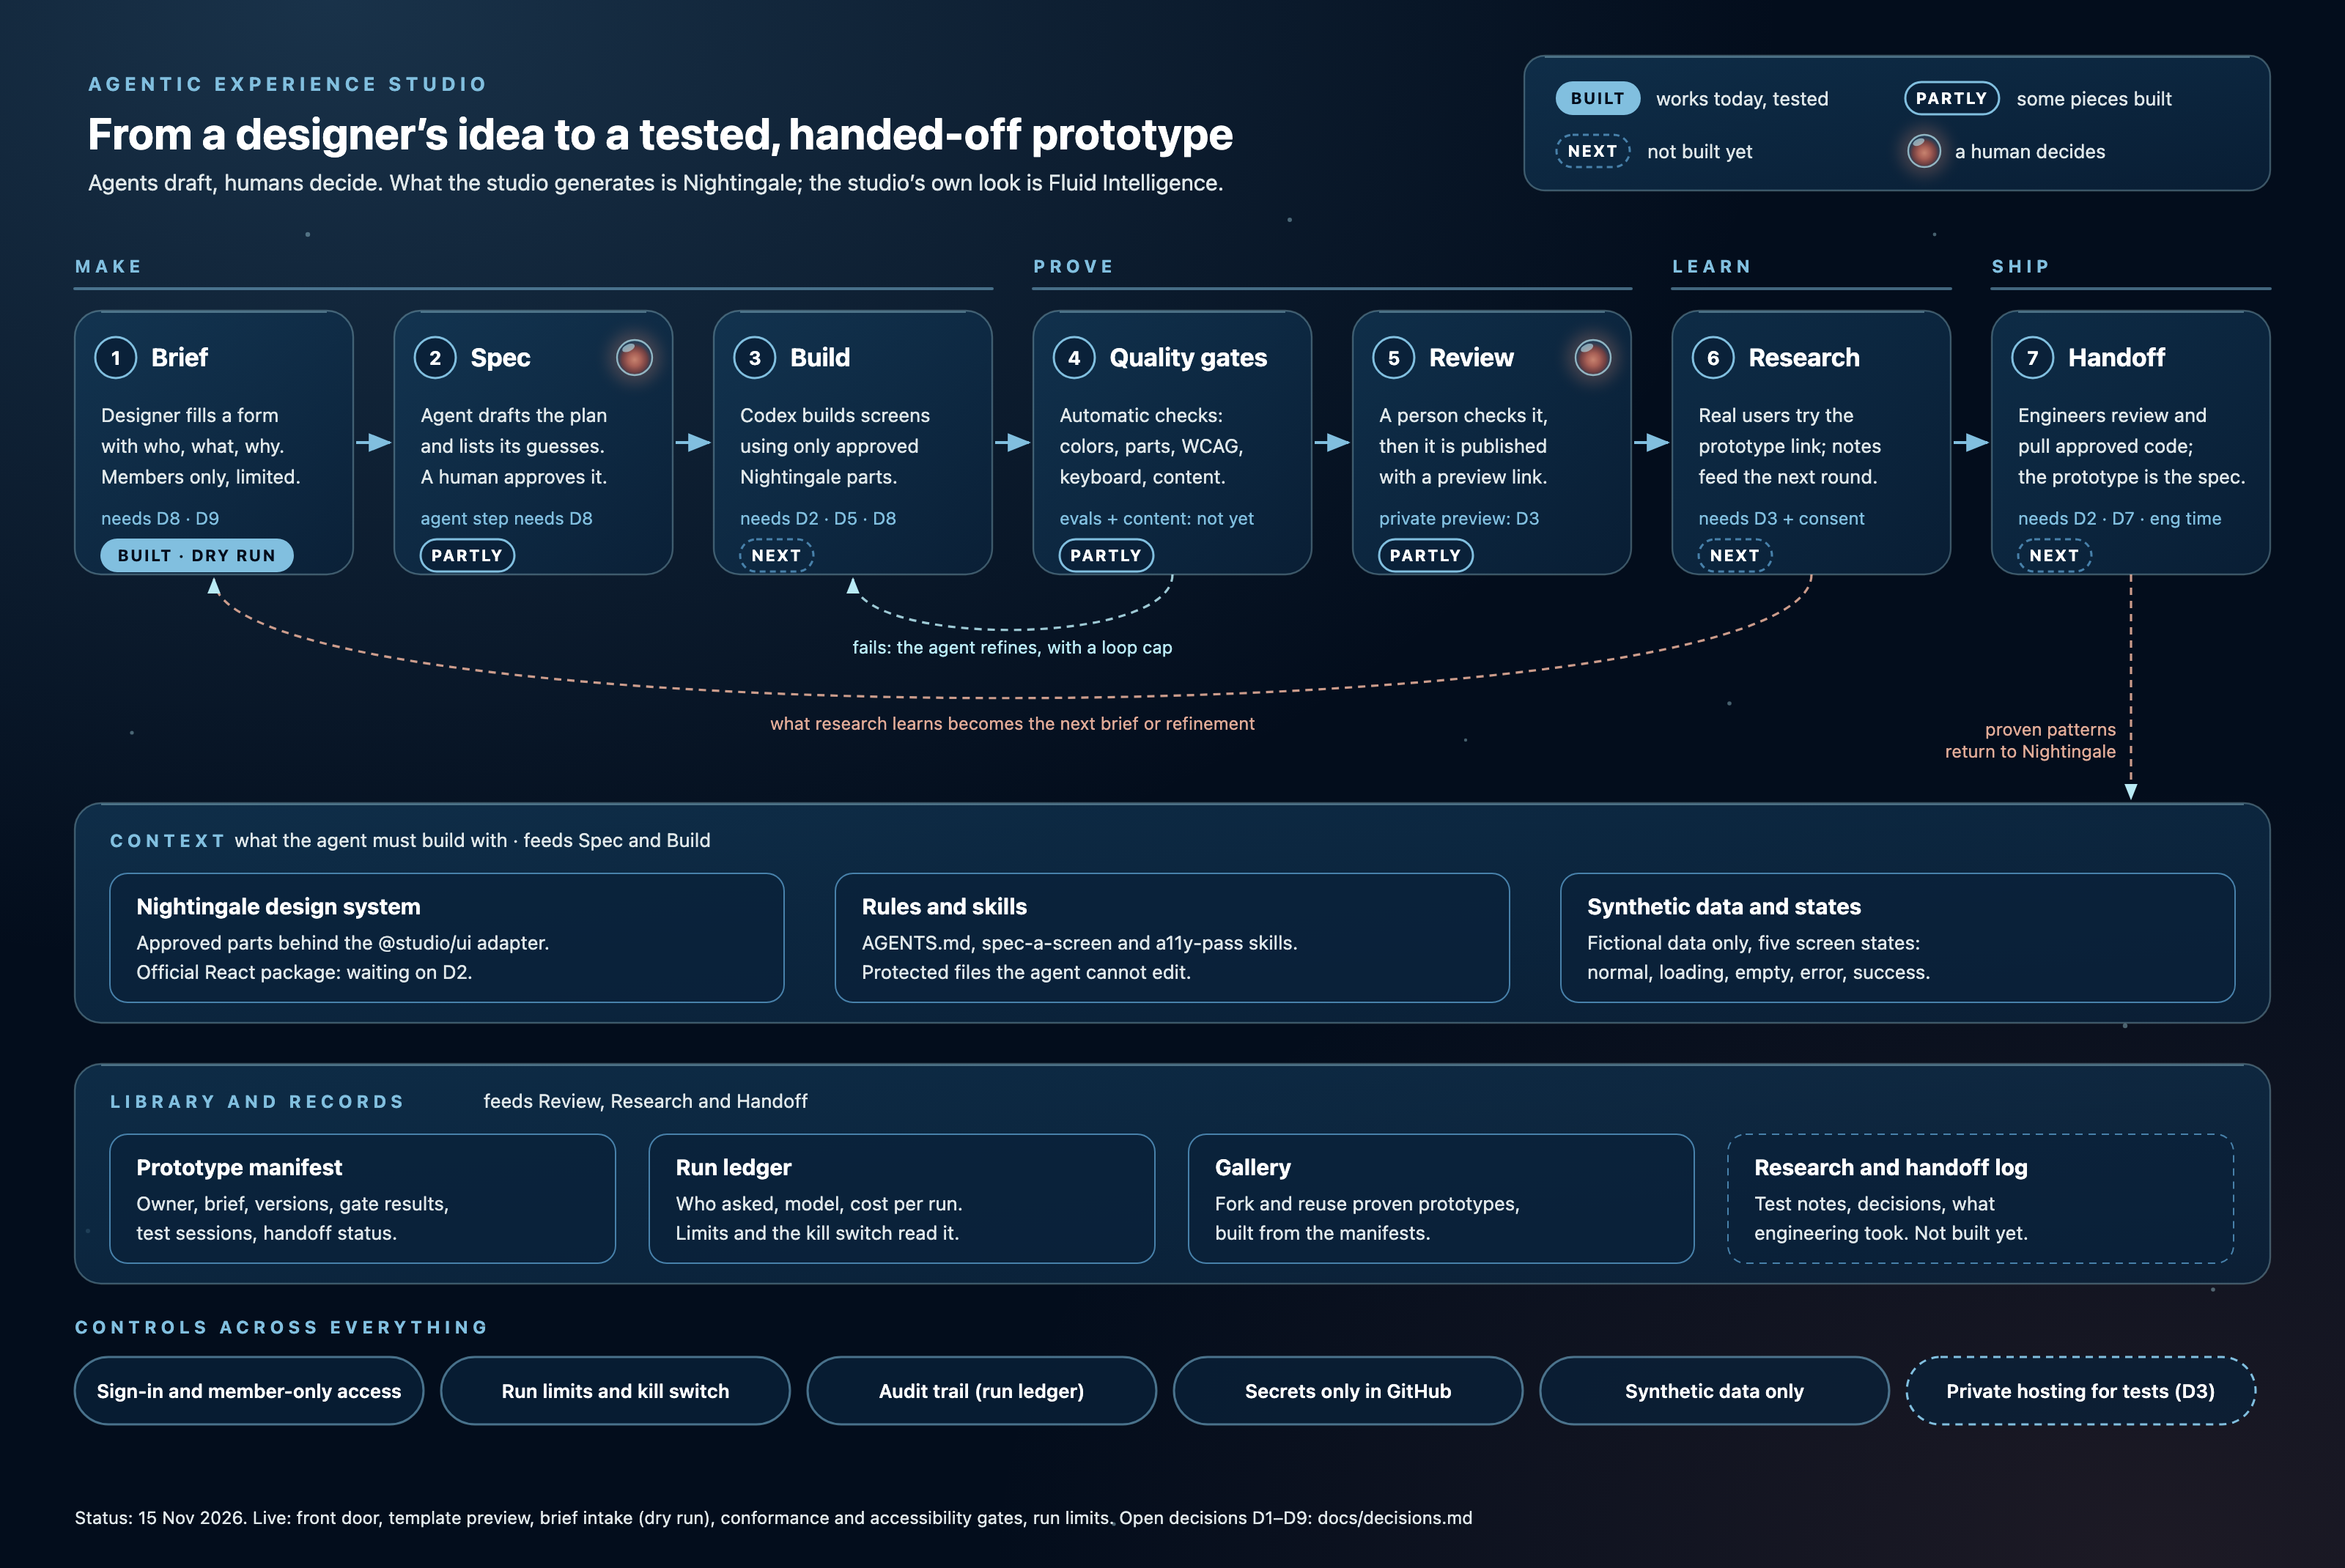 AGENTIC EXPERIENCE STUDIO
From a designer’s idea to a tested, handed-off prototype
Agents draft, humans decide. What the studio generates is Nightingale; the studio’s own look is Fluid Intelligence.
BUILT works today, tested
PARTLY some pieces built
NEXT not built yet
a human decides
MAKE
PROVE
LEARN
SHIP
1 Brief
Designer fills a form
with who, what, why.
Members only, limited.
needs D8 · D9
BUILT · DRY RUN
2 Spec
Agent drafts the plan
and lists its guesses.
A human approves it.
agent step needs D8
PARTLY
3 Build
Codex builds screens
using only approved
Nightingale parts.
needs D2 · D5 · D8
NEXT
4 Quality gates
Automatic checks:
colors, parts, WCAG,
keyboard, content.
evals + content: not yet
PARTLY
5 Review
A person checks it,
then it is published
with a preview link.
private preview: D3
PARTLY
6 Research
Real users try the
prototype link; notes
feed the next round.
needs D3 + consent
NEXT
7 Handoff
Engineers review and
pull approved code;
the prototype is the spec.
needs D2 · D7 · eng time
NEXT
fails: the agent refines, with a loop cap
what research learns becomes the next brief or refinement
proven patterns
return to Nightingale
CONTEXT what the agent must build with · feeds Spec and Build
Nightingale design system
Approved parts behind the @studio/ui adapter.
Official React package: waiting on D2.
Rules and skills
AGENTS.md, spec-a-screen and a11y-pass skills.
Protected files the agent cannot edit.
Synthetic data and states
Fictional data only, five screen states:
normal, loading, empty, error, success.
LIBRARY AND RECORDS feeds Review, Research and Handoff
Prototype manifest
Owner, brief, versions, gate results,
test sessions, handoff status.
Run ledger
Who asked, model, cost per run.
Limits and the kill switch read it.
Gallery
Fork and reuse proven prototypes,
built from the manifests.
Research and handoff log
Test notes, decisions, what
engineering took. Not built yet.
CONTROLS ACROSS EVERYTHING
Sign-in and member-only access
Run limits and kill switch
Audit trail (run ledger)
Secrets only in GitHub
Synthetic data only
Private hosting for tests (D3)
Status: 15 Nov 2026. Live: front door, template preview, brief intake (dry run), conformance and accessibility gates, run limits. Open decisions D1–D9: docs/decisions.md